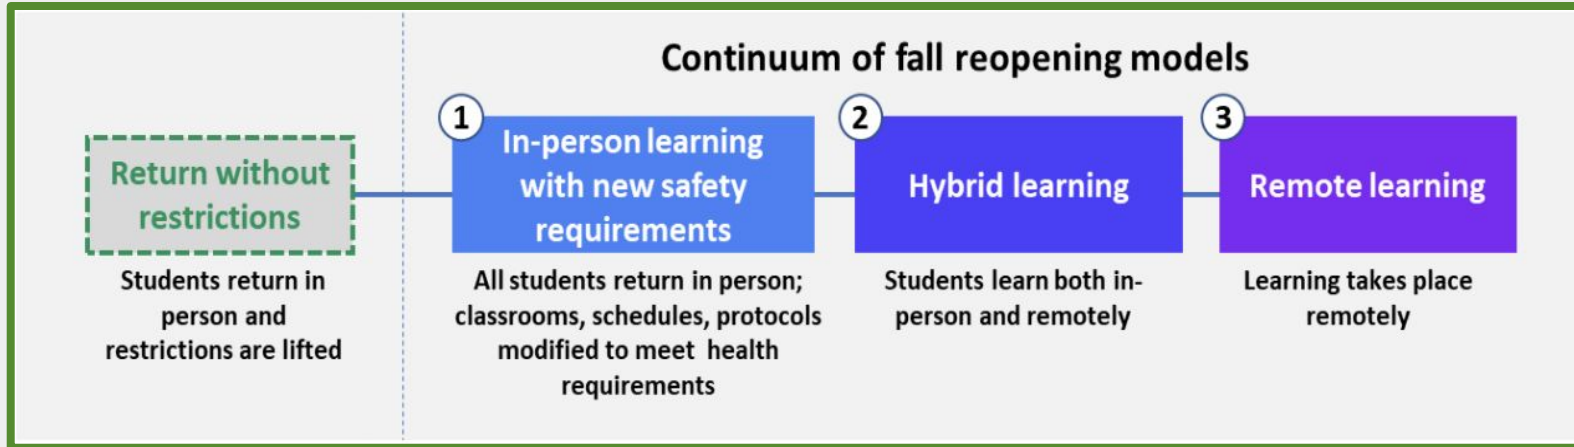 Continuum of fall reopening models
Return without
restrictions
Students return in
person and
restrictions are lifted
1
In-person learning
with new safety
requirements
All students return in person;
classrooms, schedules, protocols
modified to meet health
requirements
2
Hybrid learning
Students learn both in-
person and remotely
3
Remote learning
Learning takes place
remotely